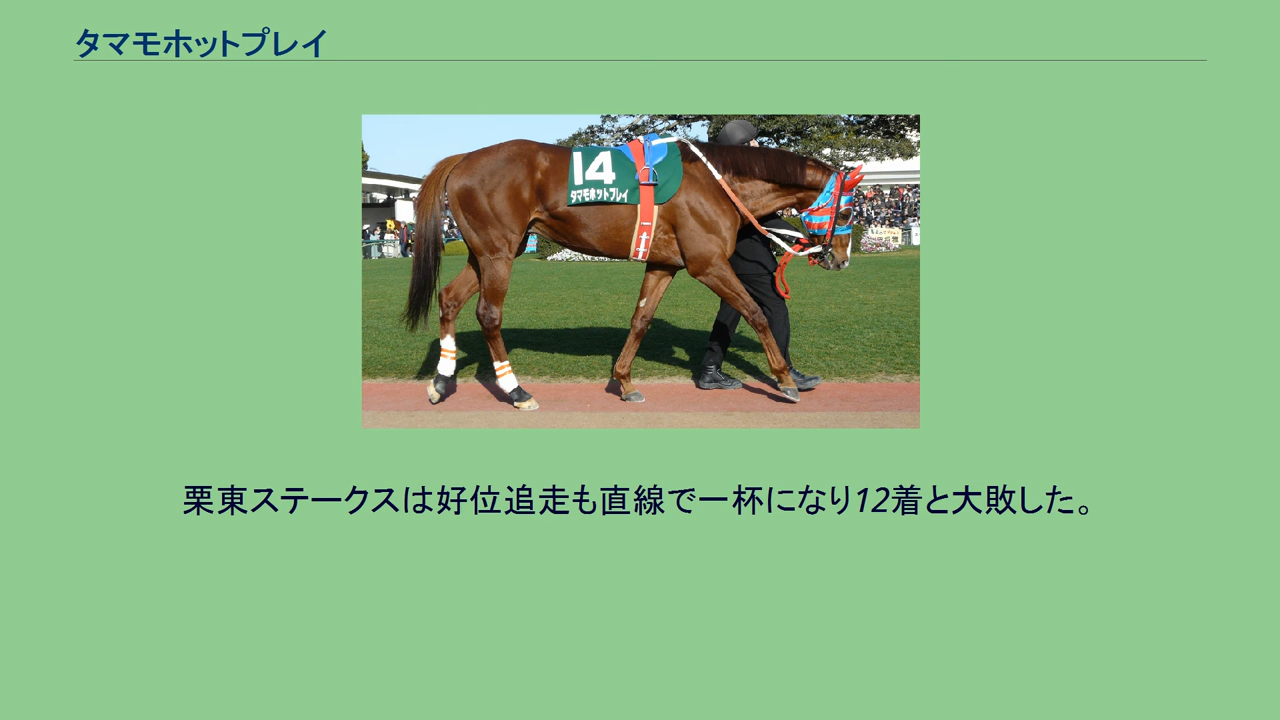 タマモホットプレイ
14
タマモホットプレイ
栗東ステークスは好位追走も直線で一杯になり12着と大敗した。